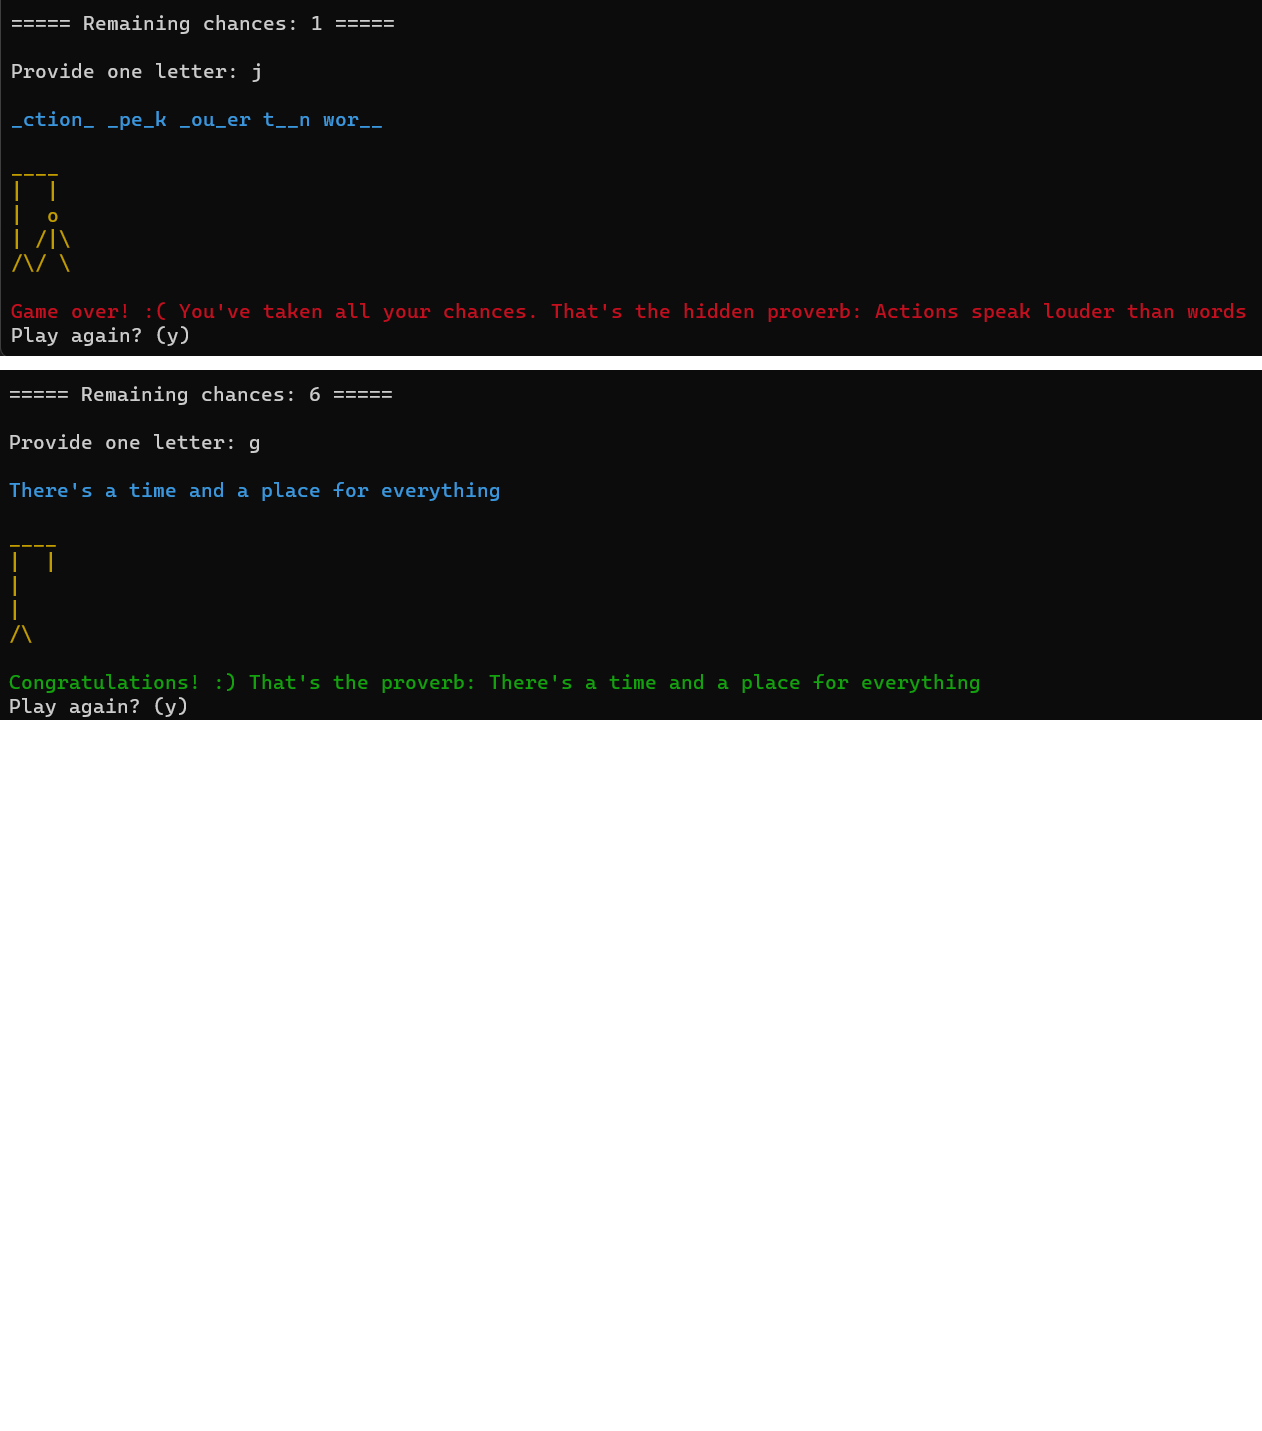 ===== Remaining chances: 1 =====
Provide one letter: j
_ction_ _pe_k _ou_er t__n wor__
____
|  |
|  o
| /|\
/\/ \
Game over! :( You've taken all your chances. That's the hidden proverb: Actions speak louder than words
Play again? (y)
===== Remaining chances: 6 =====
Provide one letter: g
There's a time and a place for everything
____
|  |
|
|
/\
Congratulations! :) That's the proverb: There's a time and a place for everything
Play again? (y)